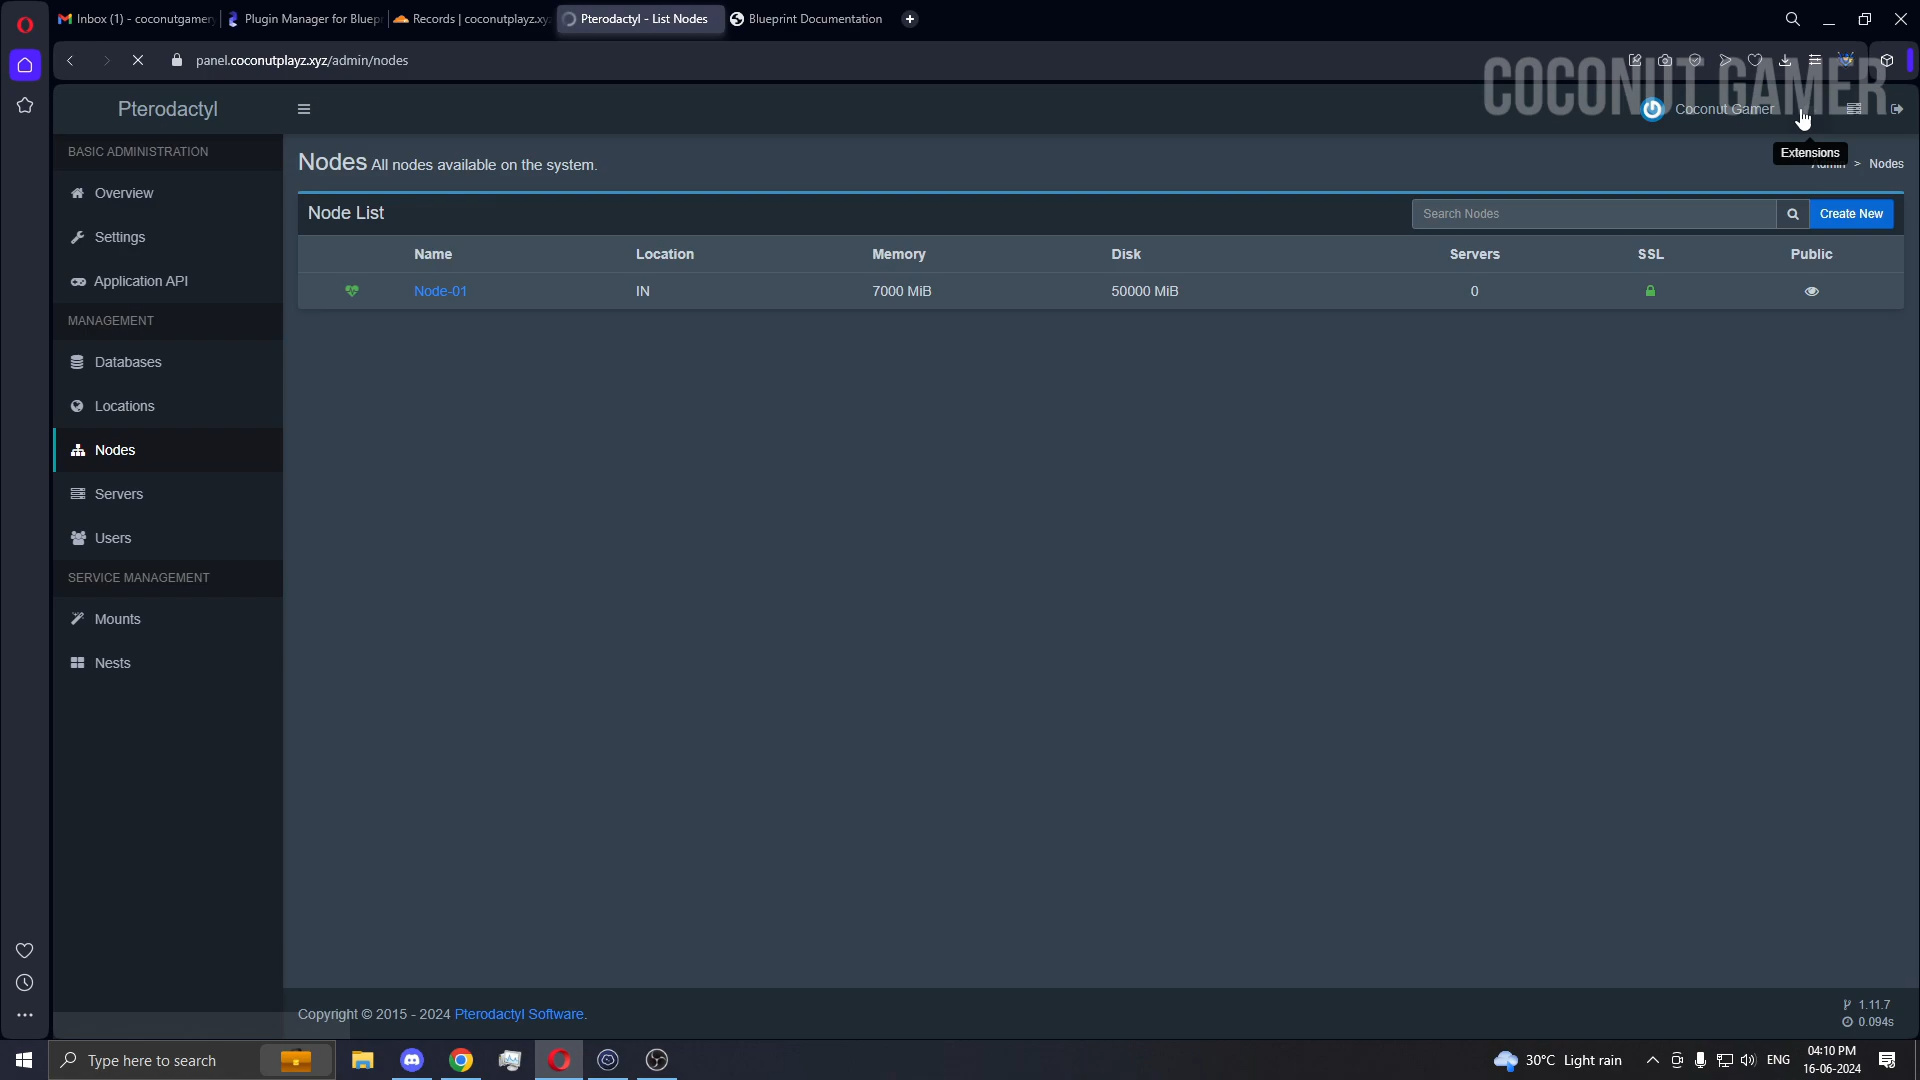 Inbox (1) - coconutgamer
Plugin Manager for Bluep
Records | coconutplayz.xy
Pterodactyl - List Nodes
Blueprint Documentation
panel.coconutplayz.xyz/admin/nodes
COCONUT GAMER
Pterodactyl
Coconut Gamer
BASIC ADMINISTRATION
Nodes All nodes available on the system.
Extensions
Admin > Nodes
Overview
Node List
Search Nodes
Create New
Settings
Name Location Memory Disk Servers SSL Public
Application API
Node-01 IN 7000 MiB 50000 MiB 0
MANAGEMENT
Databases
Locations
Nodes
Servers
Users
SERVICE MANAGEMENT
Mounts
Nests
Copyright © 2015 - 2024 Pterodactyl Software.
1.11.7
0.094s
Type here to search
30°C Light rain
ENG
04:10 PM
16-06-2024